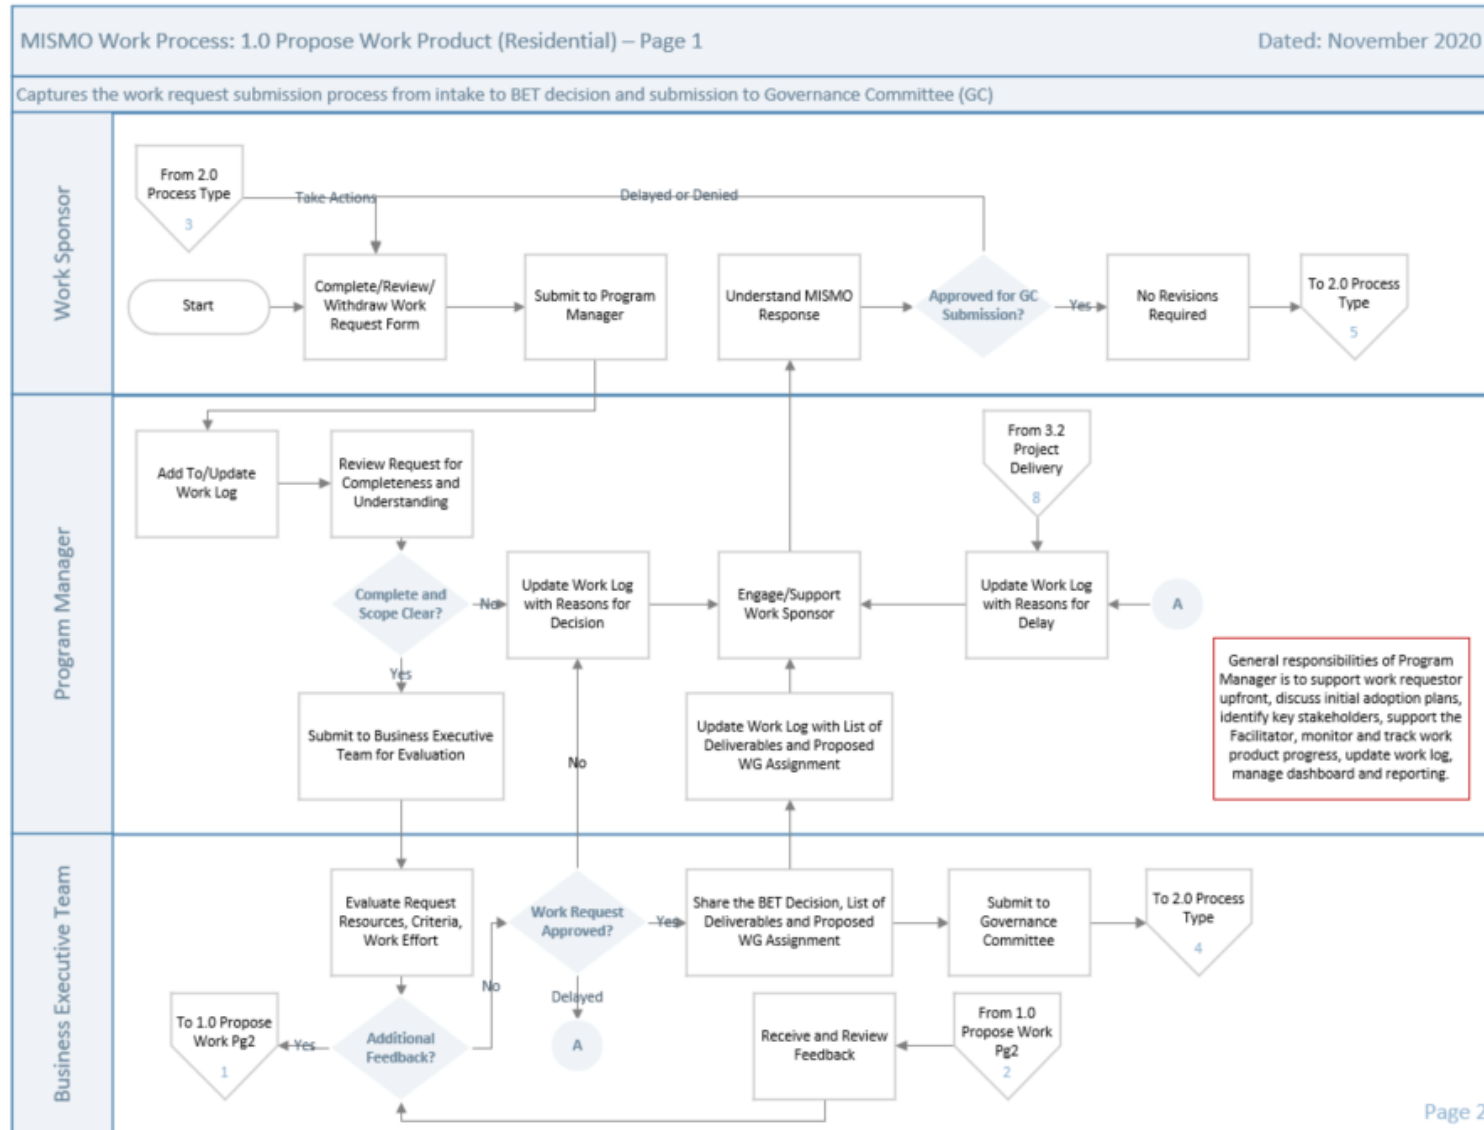 MISMO Work Process: 1.0 Propose Work Product (Residential) – Page 1
Dated: November 2020
Captures the work request submission process from intake to BET decision and submission to Governance Committee (GC)
Work Sponsor
From 2.0
Process Type
3
Take Actions
Delayed or Denied
Start
Complete/Review/
Withdraw Work
Request Form
Submit to Program
Manager
Understand MISMO
Response
Approved for GC
Submission?
Yes
No Revisions
Required
To 2.0 Process
Type
5
Program Manager
Add To/Update
Work Log
Review Request for
Completeness and
Understanding
From 3.2
Project
Delivery
8
Complete and
Scope Clear?
No
Update Work Log
with Reasons for
Decision
Engage/Support
Work Sponsor
Update Work Log
with Reasons for
Delay
A
Yes
General responsibilities of Program
Manager is to support work requestor
upfront, discuss initial adoption plans,
identify key stakeholders, support the
Facilitator, monitor and track work
product progress, update work log,
manage dashboard and reporting.
Submit to Business Executive
Team for Evaluation
No
Update Work Log with List of
Deliverables and Proposed
WG Assignment
Business Executive Team
Evaluate Request
Resources, Criteria,
Work Effort
Work Request
Approved?
Yes
Share the BET Decision, List of
Deliverables and Proposed
WG Assignment
Submit to
Governance
Committee
To 2.0 Process
Type
4
No
Delayed
To 1.0 Propose
Work Pg2
1
Yes
Additional
Feedback?
A
Receive and Review
Feedback
From 1.0
Propose Work
Pg2
2
Page 2